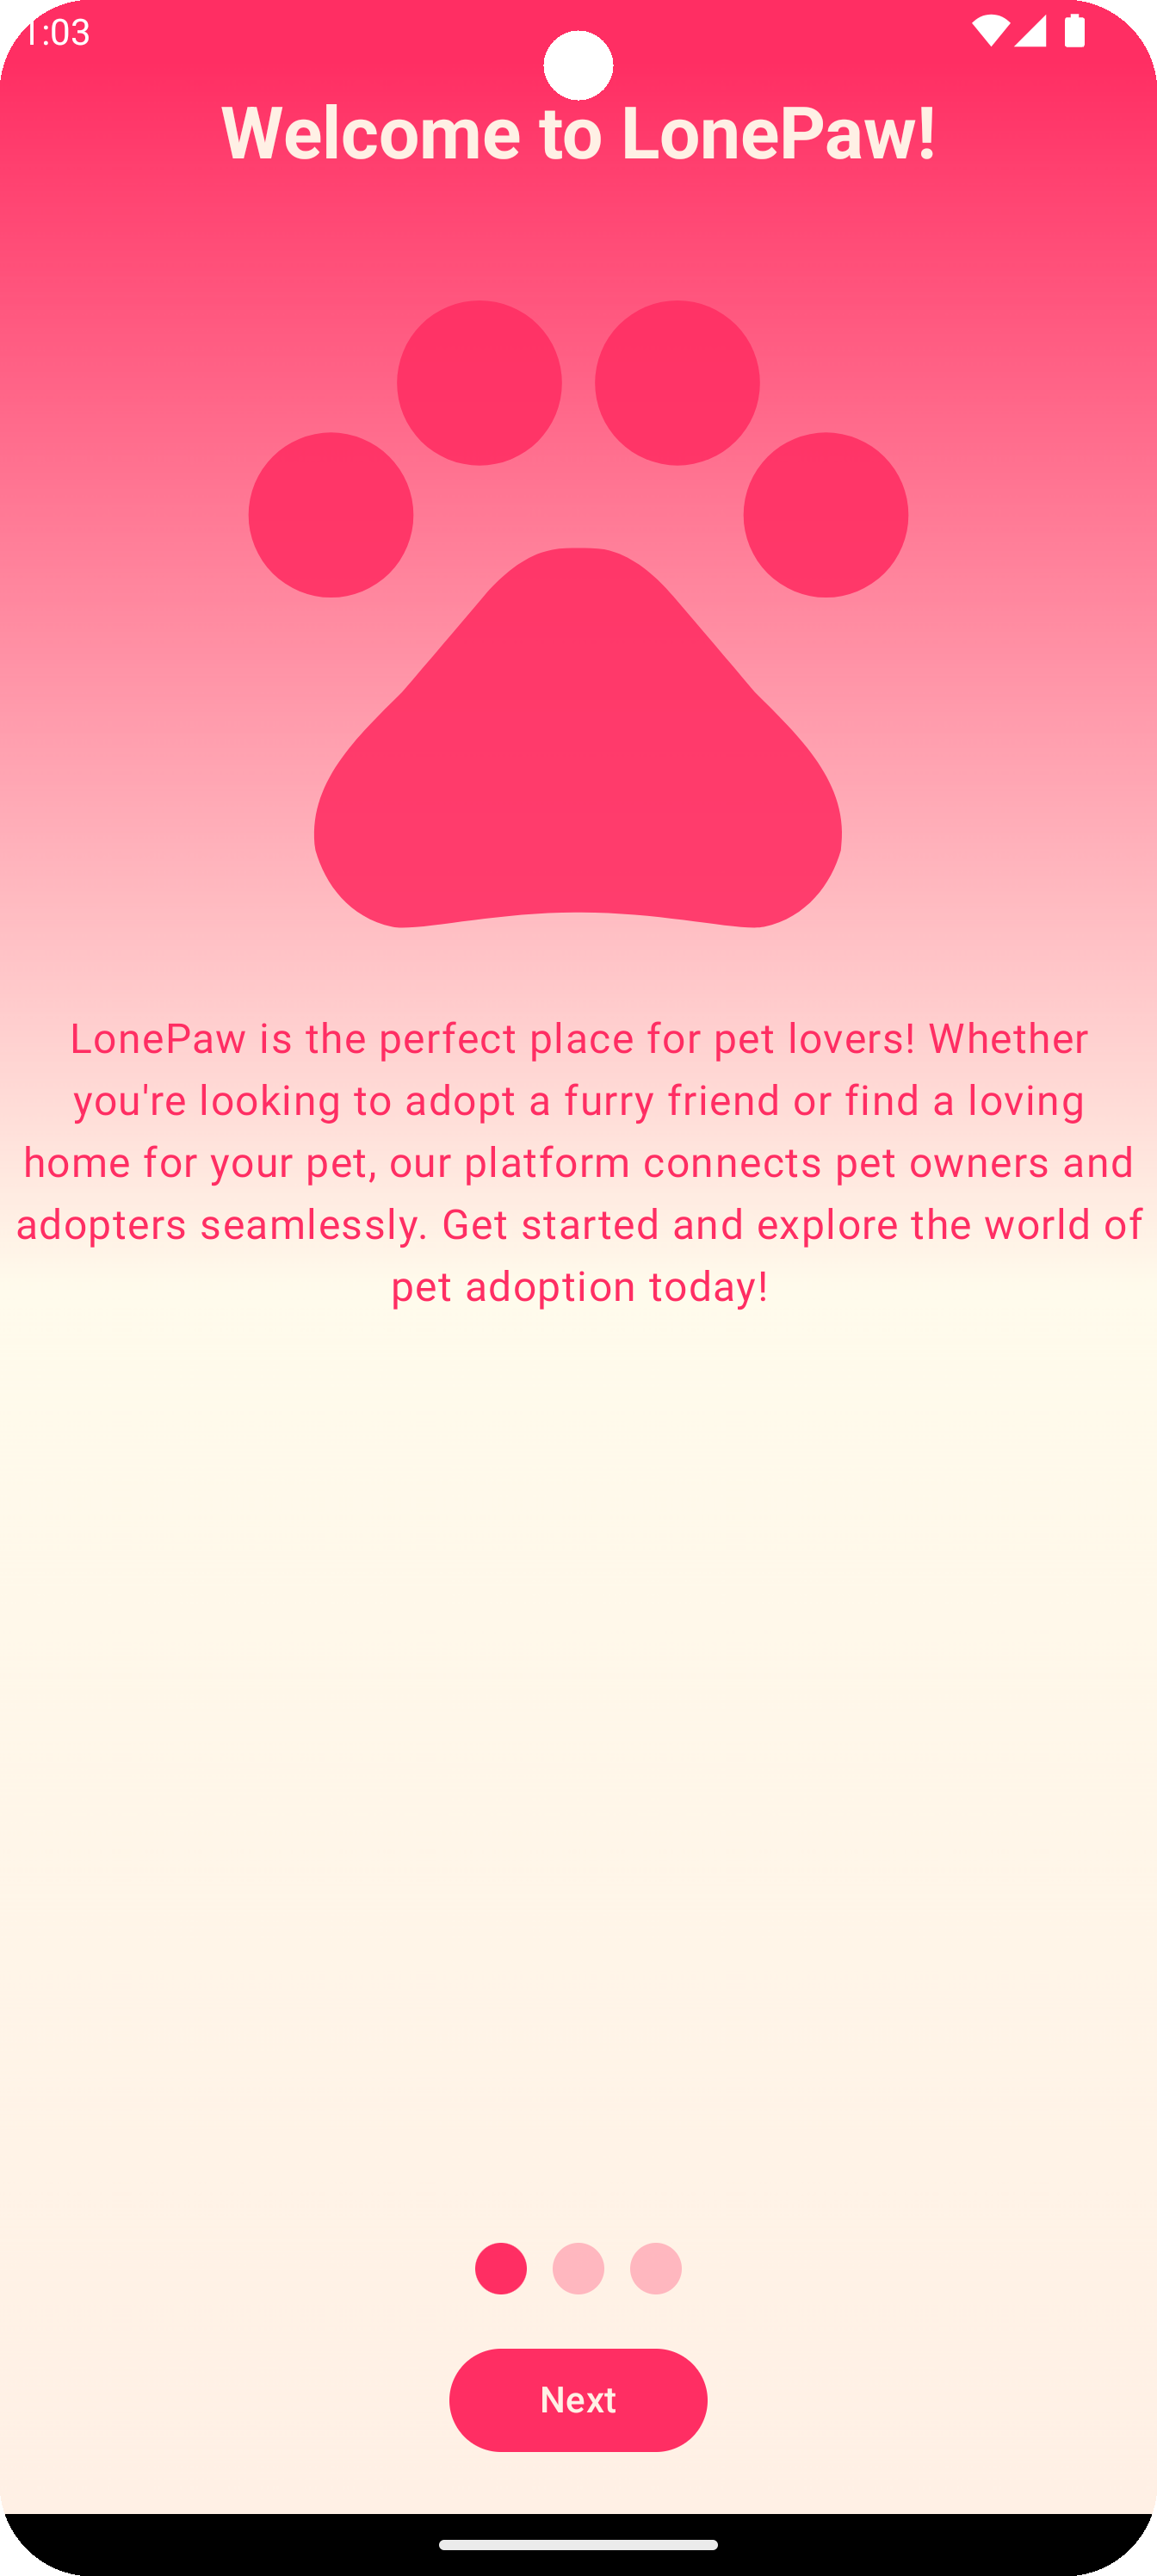 1:03
Welcome to LonePaw!
LonePaw is the perfect place for pet lovers! Whether
you're looking to adopt a furry friend or find a loving
home for your pet, our platform connects pet owners and
adopters seamlessly. Get started and explore the world of
pet adoption today!
Next